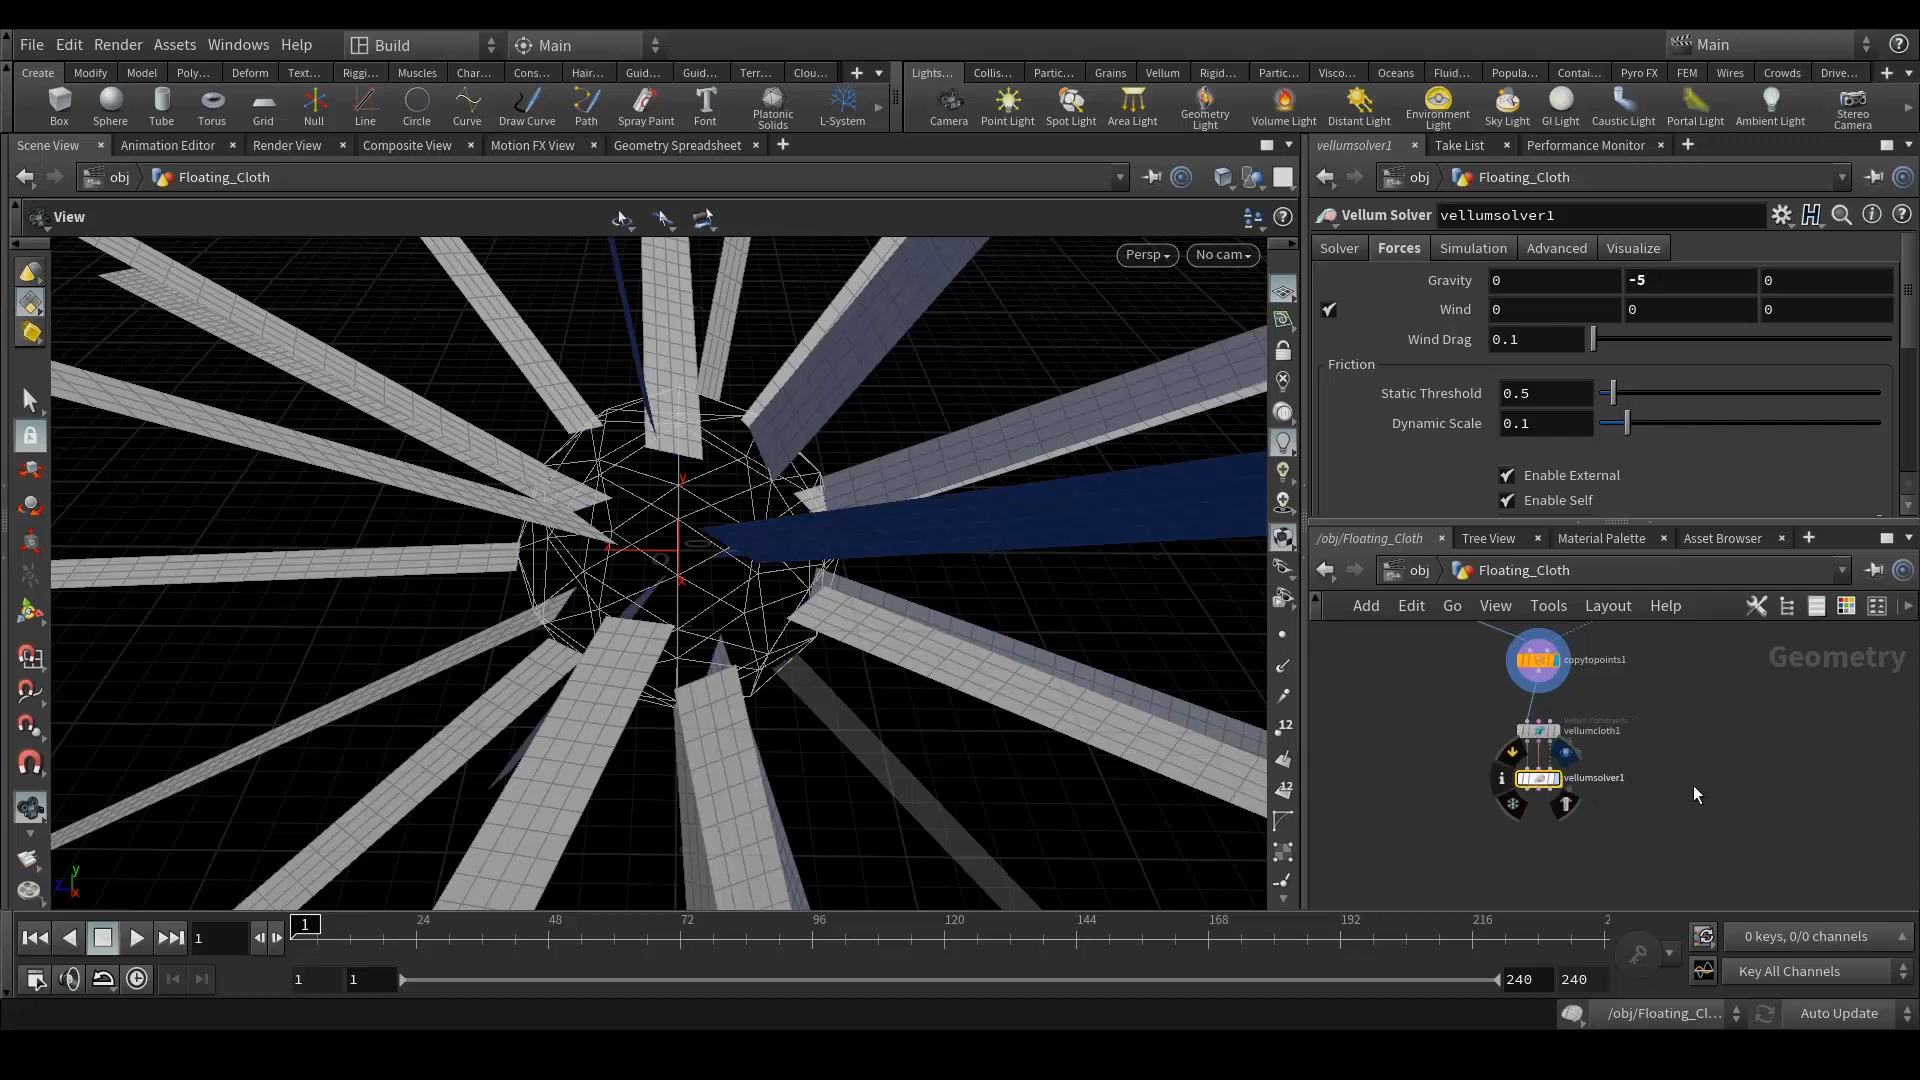 File Edit Render Assets Windows Help Build Main Main
Create Modify Model Poly... Deform Text... Riggi... Muscles Char... Cons... Hair... Guid... Guid... Terr... Clou... Lights... Collis... Partic... Grains Vellum Rigid... Partic... Visco... Oceans Fluid... Popula... Contai... Pyro FX FEM Wires Crowds Drive...
Box Sphere Tube Torus Grid Null Line Circle Curve Draw Curve Path Spray Paint Font Platonic Solids L-System Camera Point Light Spot Light Area Light Geometry Light Volume Light Distant Light Environment Light Sky Light GI Light Caustic Light Portal Light Ambient Light Stereo Camera
Scene View Animation Editor Render View Composite View Motion FX View Geometry Spreadsheet
obj Floating_Cloth
View
Persp No cam
vellumsolver1 Take List Performance Monitor
obj Floating_Cloth
Vellum Solver vellumsolver1
Solver Forces Simulation Advanced Visualize
Gravity 0 -5 0
Wind 0 0 0
Wind Drag 0.1
Friction
Static Threshold 0.5
Dynamic Scale 0.1
Enable External
Enable Self
/obj/Floating_Cloth Tree View Material Palette Asset Browser
obj Floating_Cloth
Add Edit Go View Tools Layout Help
Geometry
copytopoints1
Vellum Constraints
vellumcloth1
vellumsolver1
12
12
y
z x
1 1 24 48 72 96 120 144 168 192 216 2
0 keys, 0/0 channels
1 1 240 240
Key All Channels
/obj/Floating_Cl... Auto Update